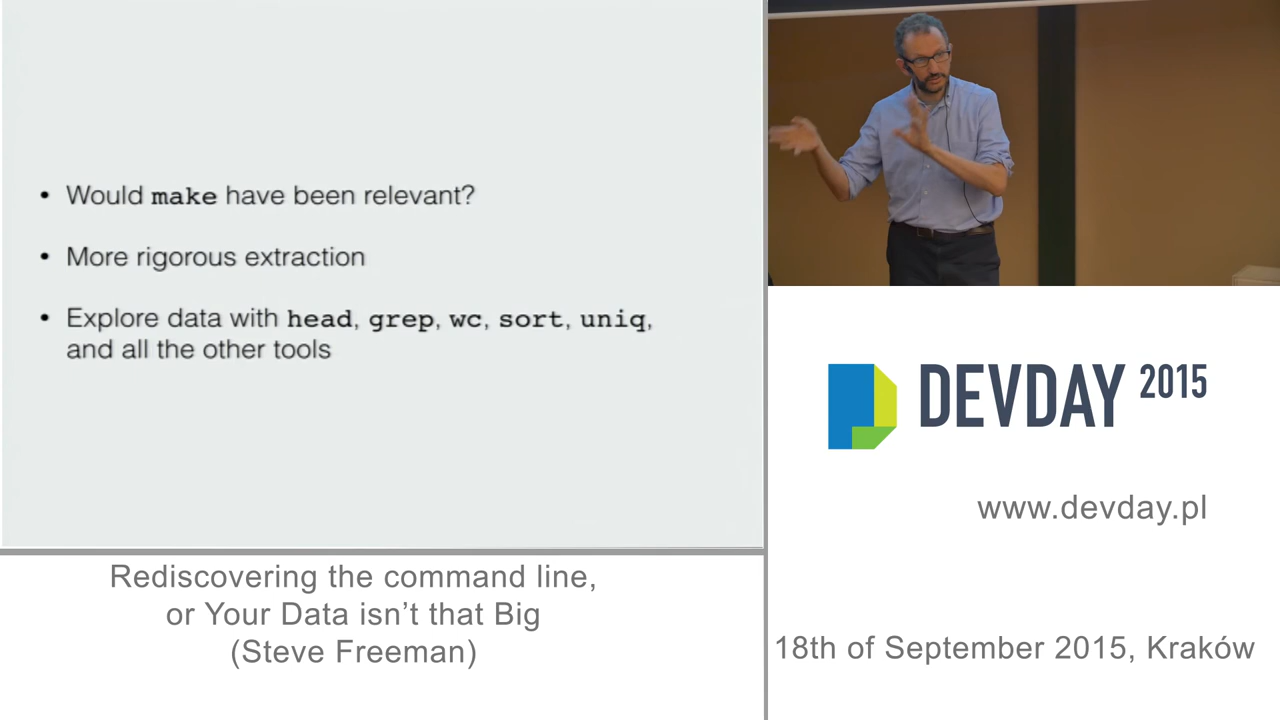 • Would make have been relevant?
• More rigorous extraction
• Explore data with head, grep, wc, sort, uniq,
and all the other tools
DEVDAY 2015
www.devday.pl
Rediscovering the command line,
or Your Data isn't that Big
(Steve Freeman)
18th of September 2015, Kraków